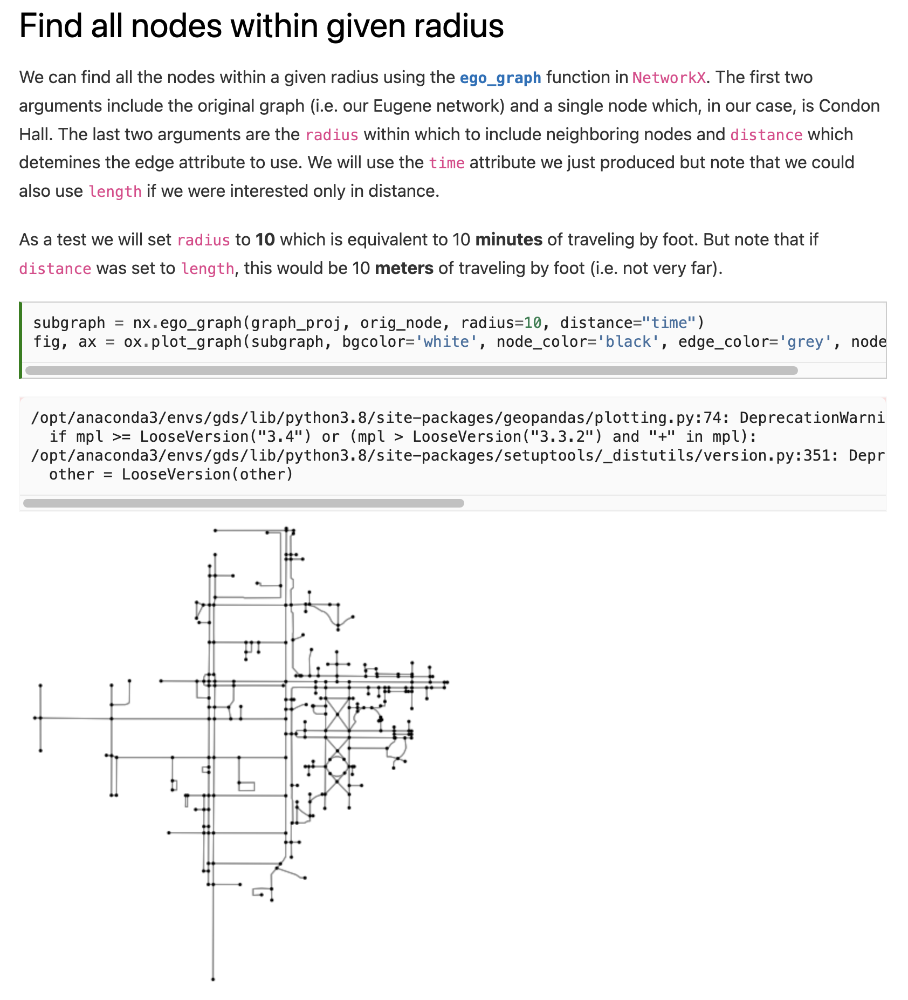 Find all nodes within given radius
We can find all the nodes within a given radius using the ego_graph function in NetworkX. The first two
arguments include the original graph (i.e. our Eugene network) and a single node which, in our case, is Condon
Hall. The last two arguments are the radius within which to include neighboring nodes and distance which
detemines the edge attribute to use. We will use the time attribute we just produced but note that we could
also use length if we were interested only in distance.
As a test we will set radius to 10 which is equivalent to 10 minutes of traveling by foot. But note that if
distance was set to length, this would be 10 meters of traveling by foot (i.e. not very far).
subgraph = nx.ego_graph(graph_proj, orig_node, radius=10, distance="time")
fig, ax = ox.plot_graph(subgraph, bgcolor='white', node_color='black', edge_color='grey', node
/opt/anaconda3/envs/gds/lib/python3.8/site-packages/geopandas/plotting.py:74: DeprecationWarni
  if mpl >= LooseVersion("3.4") or (mpl > LooseVersion("3.3.2") and "+" in mpl):
/opt/anaconda3/envs/gds/lib/python3.8/site-packages/setuptools/_distutils/version.py:351: Depr
  other = LooseVersion(other)